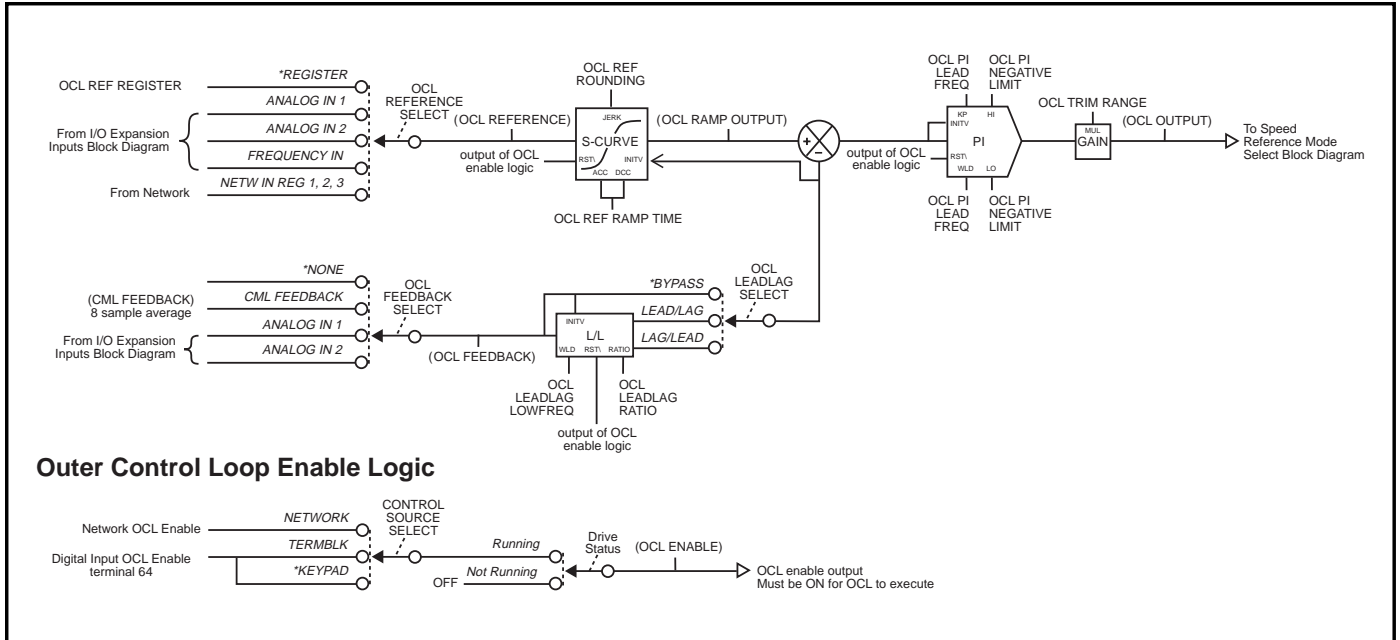 OCL REF REGISTER
*REGISTER
ANALOG IN 1
From I/O Expansion
Inputs Block Diagram
ANALOG IN 2
FREQUENCY IN
From Network
NETW IN REG 1, 2, 3
OCL
REFERENCE
SELECT
(OCL REFERENCE)
output of OCL
enable logic
OCL REF
ROUNDING
JERK
S-CURVE
RST\
INITV
ACC DCC
OCL REF RAMP TIME
(OCL RAMP OUTPUT)
+
−
output of OCL
enable logic
OCL PI
LEAD
FREQ
OCL PI
NEGATIVE
LIMIT
KP HI
INITV
PI
RST\
WLD LO
OCL PI
LEAD
FREQ
OCL PI
NEGATIVE
LIMIT
OCL TRIM RANGE
MUL
GAIN
(OCL OUTPUT)
To Speed
Reference Mode
Select Block Diagram
*NONE
(CML FEEDBACK)
8 sample average
CML FEEDBACK
ANALOG IN 1
From I/O Expansion
Inputs Block Diagram
ANALOG IN 2
OCL
FEEDBACK
SELECT
(OCL FEEDBACK)
INITV
L/L
WLD RST\ RATIO
OCL
LEADLAG
LOWFREQ
OCL
LEADLAG
RATIO
output of OCL
enable logic
*BYPASS
LEAD/LAG
LAG/LEAD
OCL
LEADLAG
SELECT
Outer Control Loop Enable Logic
Network OCL Enable
NETWORK
Digital Input OCL Enable
terminal 64
TERMBLK
*KEYPAD
CONTROL
SOURCE
SELECT
Running
OFF
Not Running
Drive
Status
(OCL ENABLE)
OCL enable output
Must be ON for OCL to execute